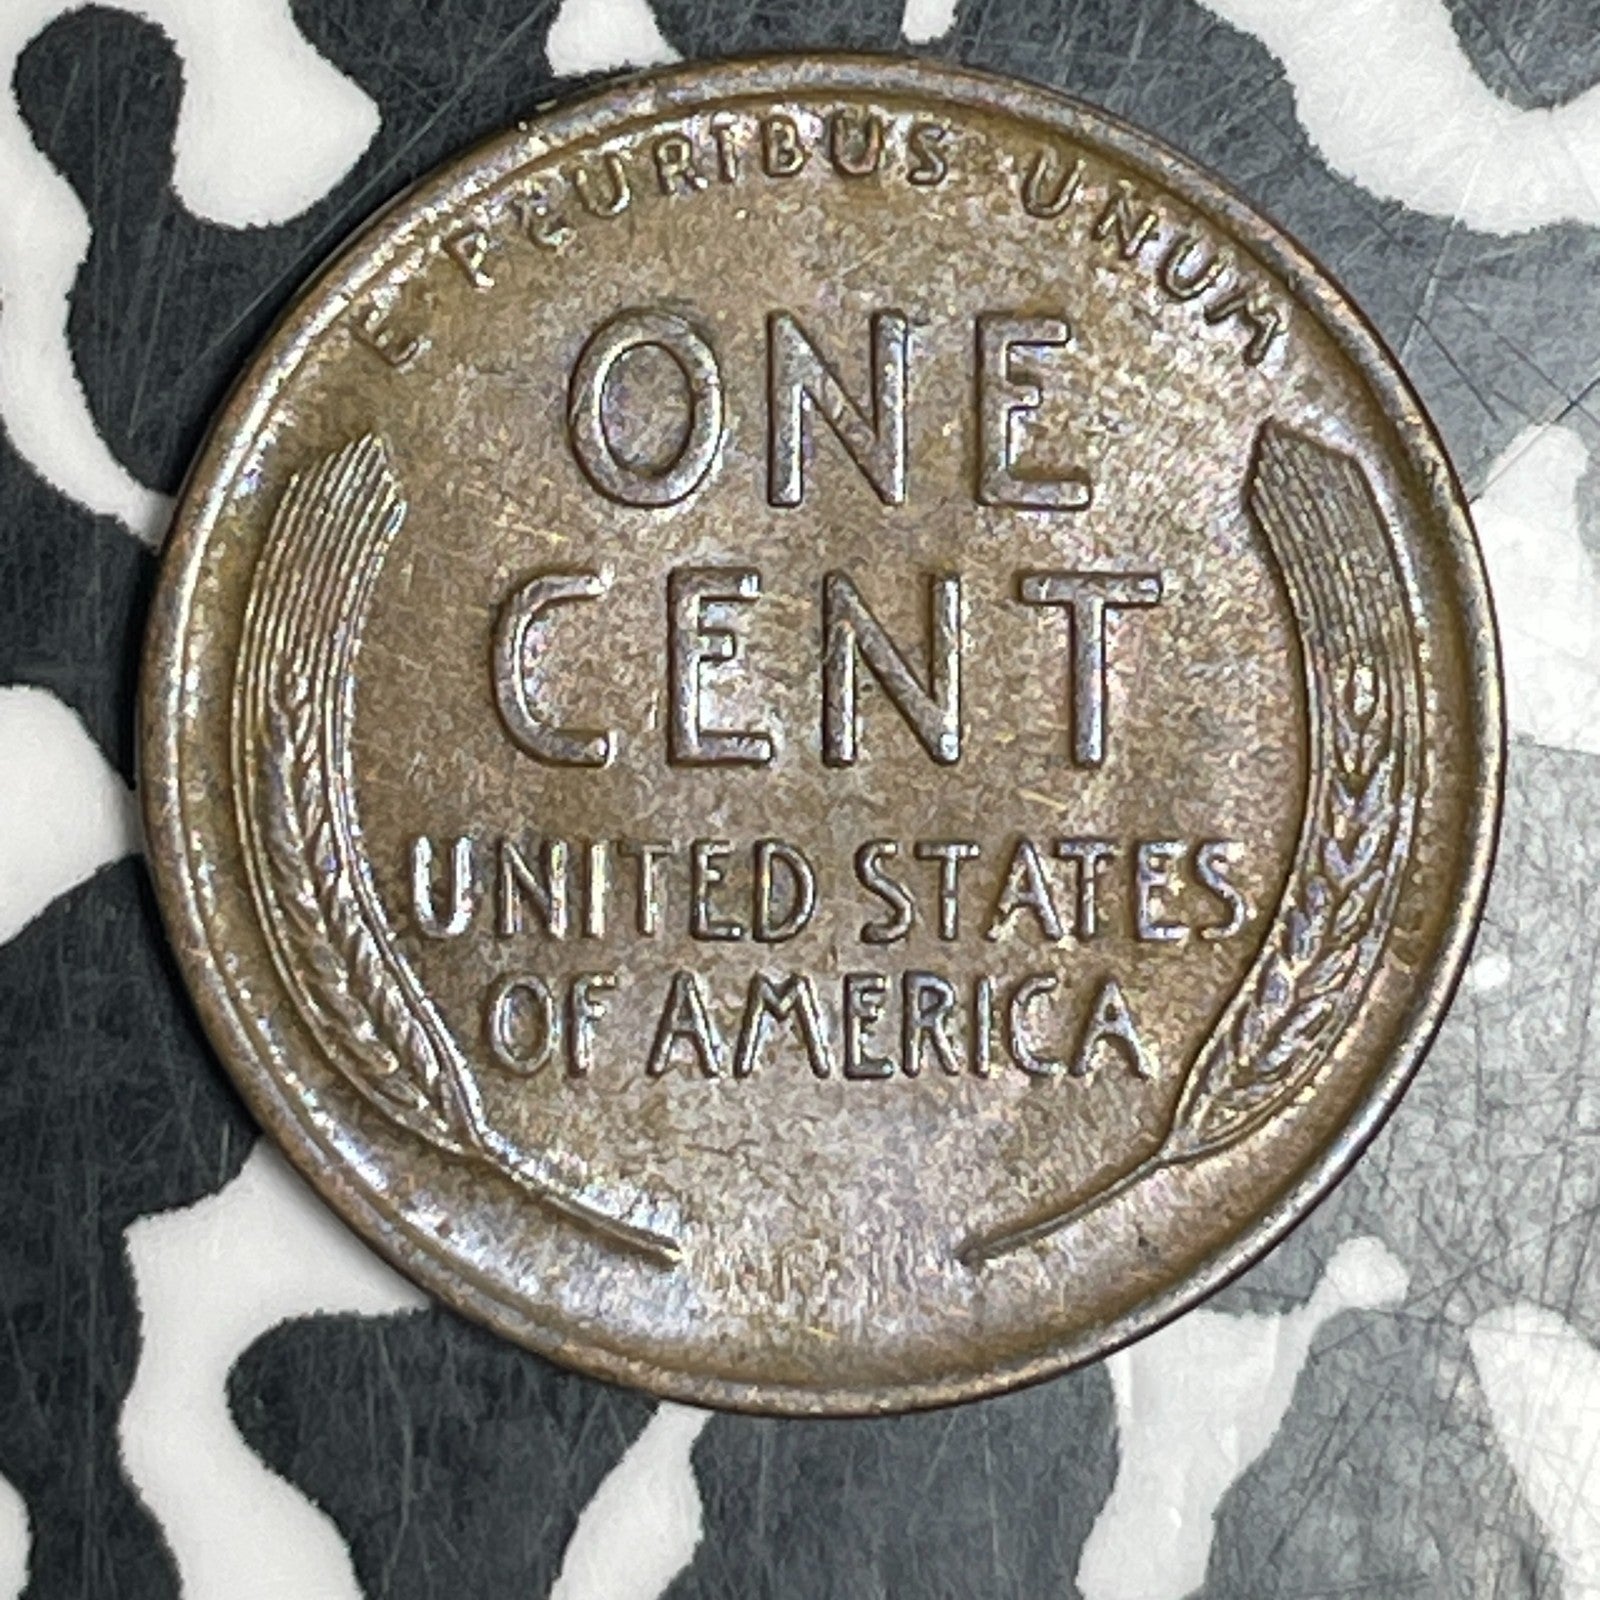 E PLURIBUS UNUM
ONE
CENT
UNITED STATES
OF AMERICA